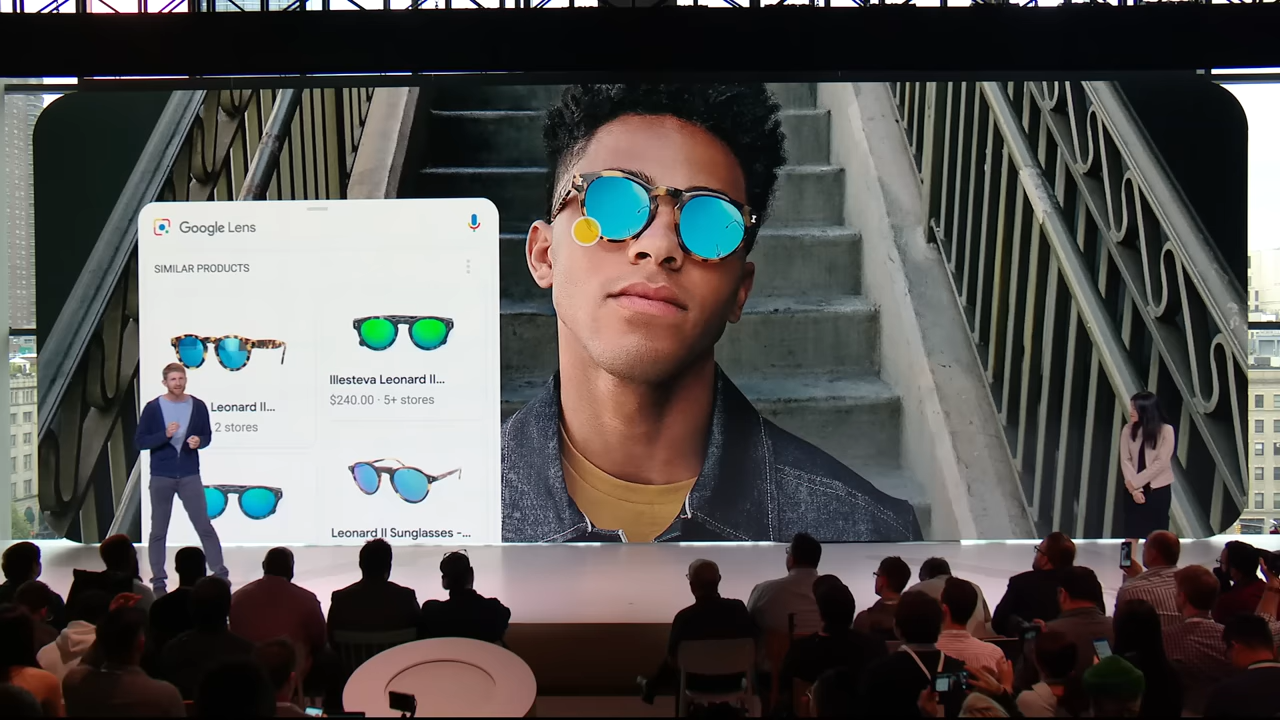 Google Lens
SIMILAR PRODUCTS
Leonard II...
2 stores
Illesteva Leonard II...
$240.00 · 5+ stores
Leonard II Sunglasses -...